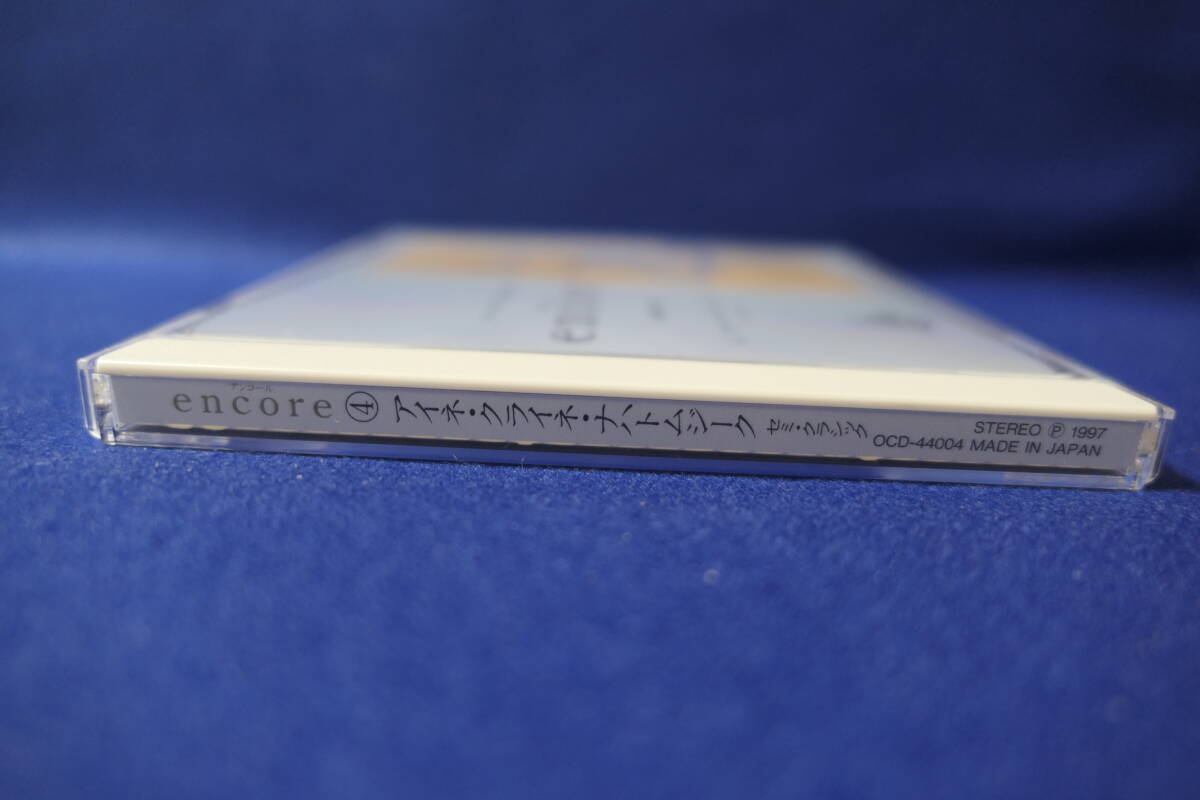 アンコール
encore ④ アイネ・クライネ・ナハトムジーク セミ・クラシック
STEREO Ⓟ 1997
OCD-44004 MADE IN JAPAN